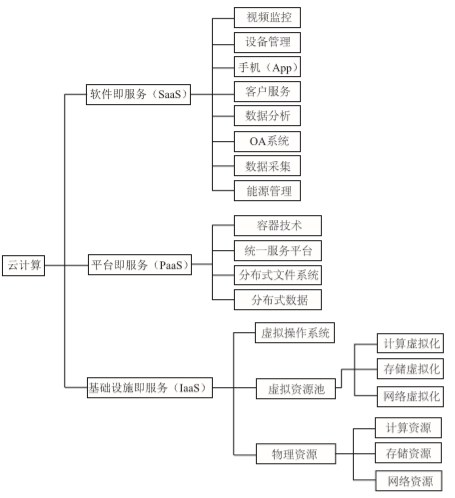 云计算
软件即服务（SaaS）
视频监控
设备管理
手机（App）
客户服务
数据分析
OA系统
数据采集
能源管理
平台即服务（PaaS）
容器技术
统一服务平台
分布式文件系统
分布式数据
基础设施即服务（IaaS）
虚拟操作系统
虚拟资源池
计算虚拟化
存储虚拟化
网络虚拟化
物理资源
计算资源
存储资源
网络资源